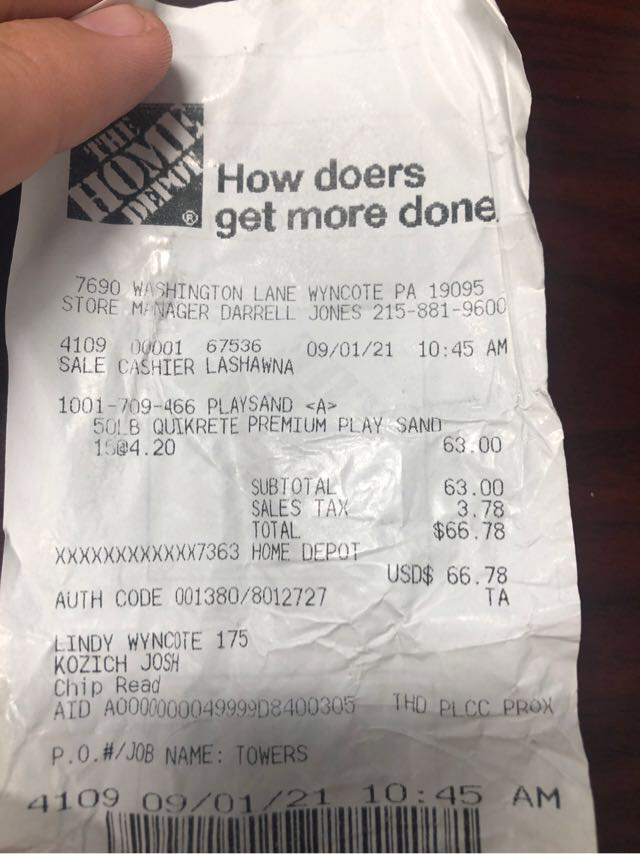 THE
HOME
DEPOT
®
How doers
get more done.
7690 WASHINGTON LANE WYNCOTE PA 19095
STORE MANAGER DARRELL JONES 215-881-9600
4109 00001 67536 09/01/21 10:45 AM
SALE CASHIER LASHAWNA
1001-709-466 PLAYSAND <A>
50LB QUIKRETE PREMIUM PLAY SAND
15@4.20 63.00
SUBTOTAL 63.00
SALES TAX 3.78
TOTAL $66.78
XXXXXXXXXXXX7363 HOME DEPOT
USD$ 66.78
AUTH CODE 001380/8012727 TA
LINDY WYNCOTE 175
KOZICH JOSH
Chip Read
AID A0000000049999D8400305 THD PLCC PROX
P.O.#/JOB NAME: TOWERS
4109 09/01/21 10:45 AM